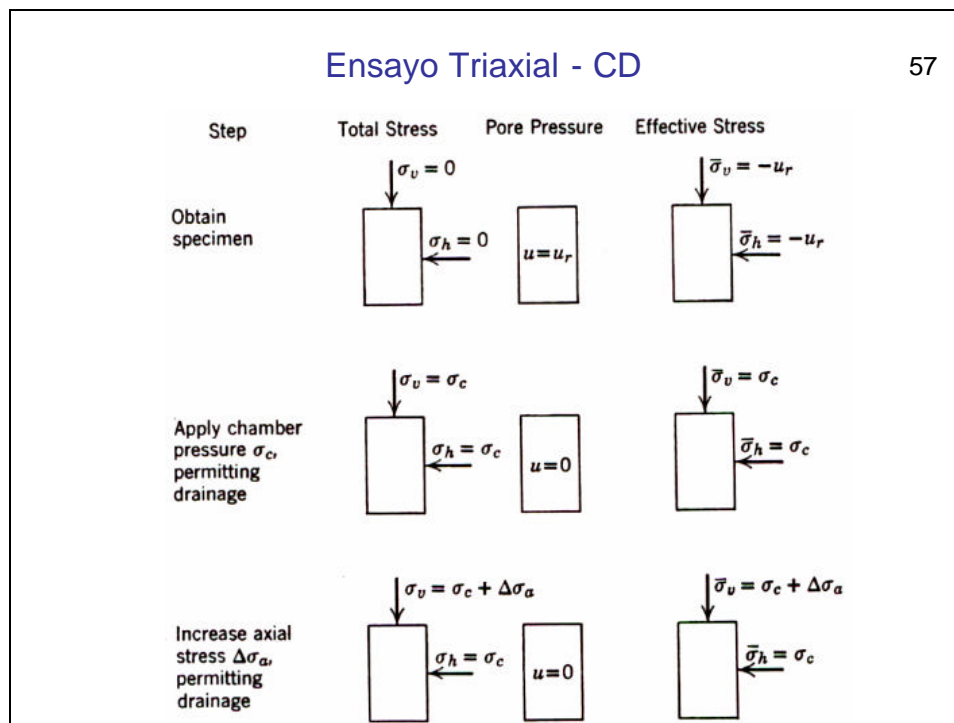 Ensayo Triaxial - CD
57
Step Total Stress Pore Pressure Effective Stress
Obtain
specimen
σv = 0
σh = 0
u = ur
σ̄v = −ur
σ̄h = −ur
Apply chamber
pressure σc,
permitting
drainage
σv = σc
σh = σc
u = 0
σ̄v = σc
σ̄h = σc
Increase axial
stress Δσa,
permitting
drainage
σv = σc + Δσa
σh = σc
u = 0
σ̄v = σc + Δσa
σ̄h = σc